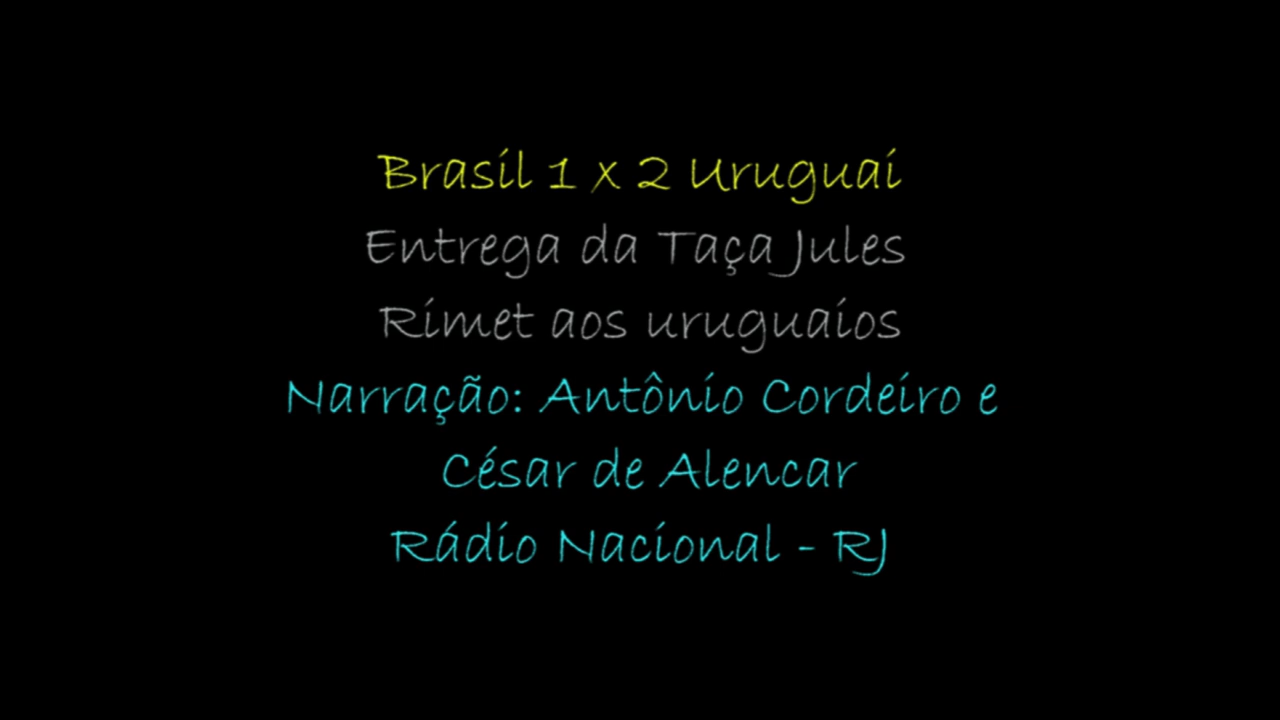 Brasil 1 x 2 Uruguai
Entrega da Taça Jules
Rimet aos uruguaios
Narração: Antônio Cordeiro e
César de Alencar
Rádio Nacional - RJ